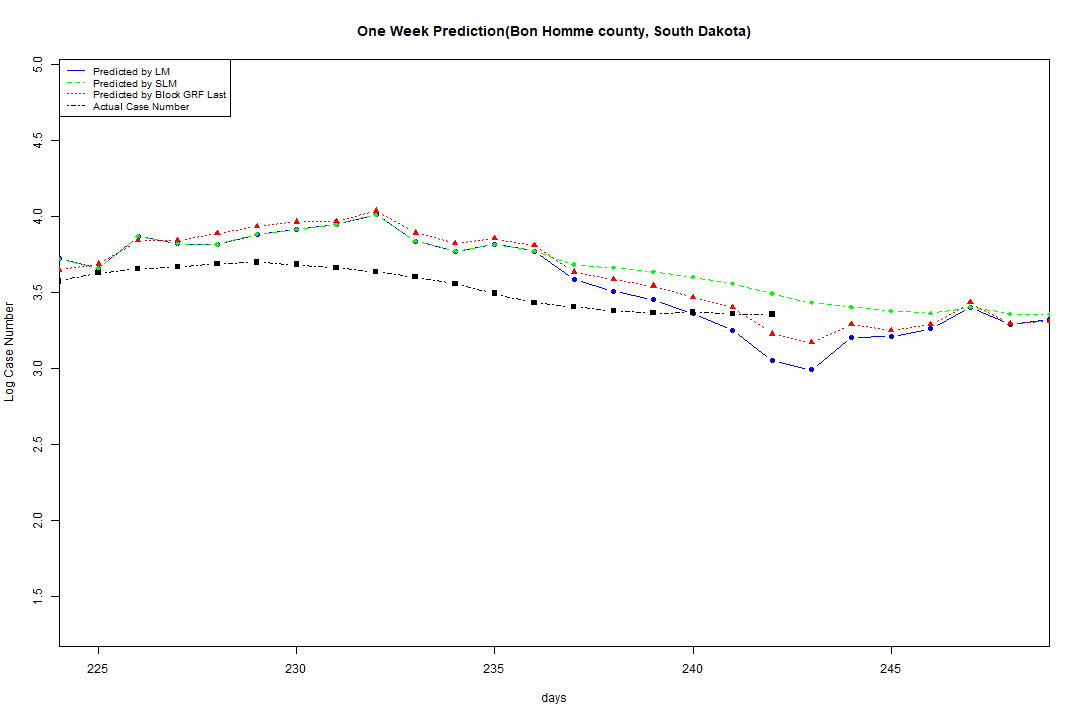 One Week Prediction(Bon Homme county, South Dakota)
Predicted by LM
Predicted by SLM
Predicted by Block GRF Last
Actual Case Number
Log Case Number
5.0
4.5
4.0
3.5
3.0
2.5
2.0
1.5
225 230 235 240 245
days